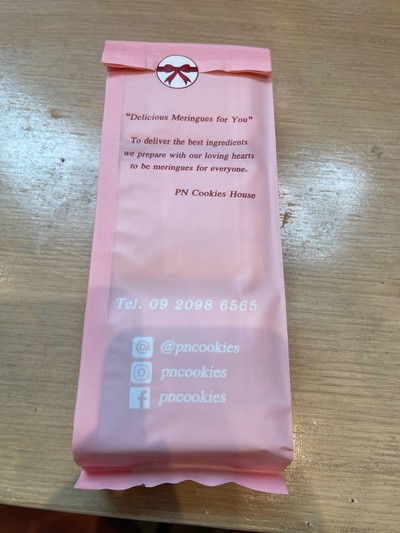 "Delicious Meringues for You"
To deliver the best ingredients
we prepare with our loving hearts
to be meringues for everyone.
PN Cookies House
Tel. 09 2098 6565
@pncookies
pncookies
pncookies